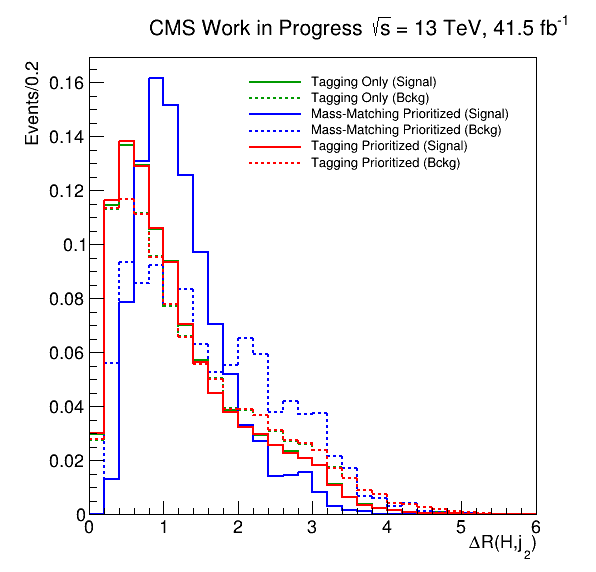 CMS Work in Progress √s = 13 TeV, 41.5 fb⁻¹
Events/0.2
0.16
0.14
0.12
0.1
0.08
0.06
0.04
0.02
0
Tagging Only (Signal)
Tagging Only (Bckg)
Mass-Matching Prioritized (Signal)
Mass-Matching Prioritized (Bckg)
Tagging Prioritized (Signal)
Tagging Prioritized (Bckg)
0 1 2 3 4 5 6
ΔR(H,j₂)